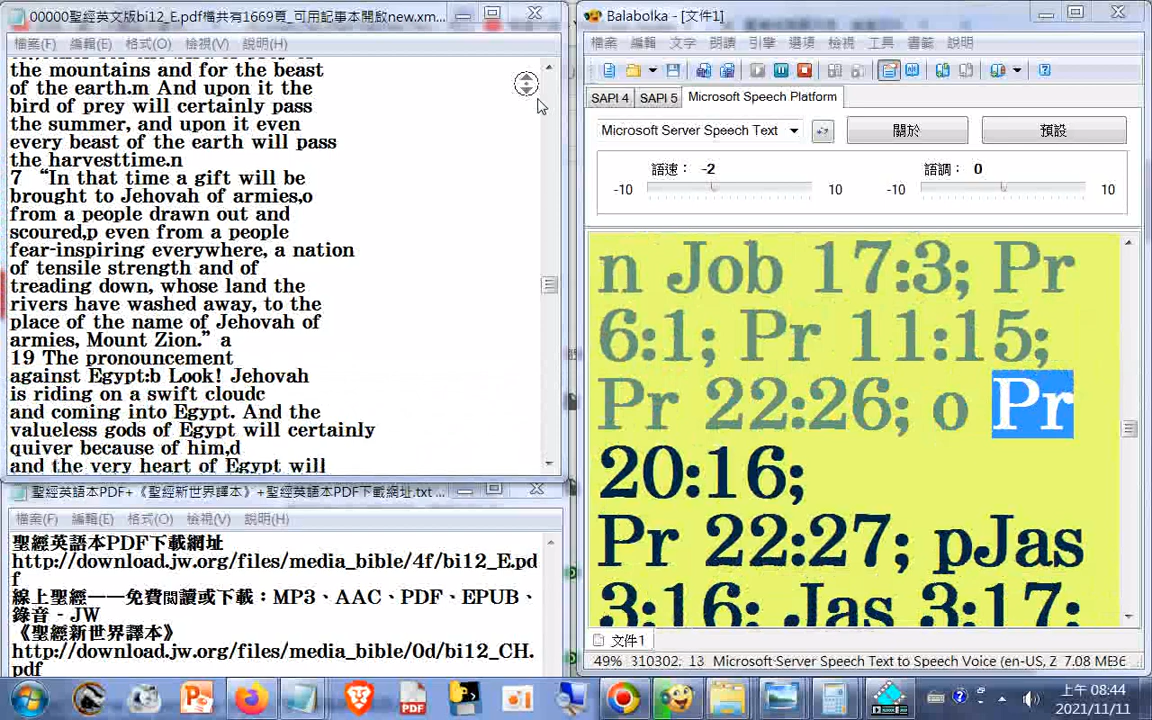 00000聖經英文版bi12_E.pdf檔共有1669頁_可用記事本開啟new.xm...
檔案(F) 編輯(E) 格式(O) 檢視(V) 說明(H)
the mountains and for the beast
of the earth.m And upon it the
bird of prey will certainly pass
the summer, and upon it even
every beast of the earth will pass
the harvesttime.n
7 “In that time a gift will be
brought to Jehovah of armies,o
from a people drawn out and
scoured,p even from a people
fear-inspiring everywhere, a nation
of tensile strength and of
treading down, whose land the
rivers have washed away, to the
place of the name of Jehovah of
armies, Mount Zion.” a
19 The pronouncement
against Egypt:b Look! Jehovah
is riding on a swift cloudc
and coming into Egypt. And the
valueless gods of Egypt will certainly
quiver because of him,d
and the very heart of Egypt will
聖經英語本PDF+《聖經新世界譯本》+聖經英語本PDF下載網址.txt ...
檔案(F) 編輯(E) 格式(O) 檢視(V) 說明(H)
聖經英語本PDF下載網址
http://download.jw.org/files/media_bible/4f/bi12_E.pd
f
線上聖經──免費閱讀或下載：MP3、AAC、PDF、EPUB、
錄音 - JW
《聖經新世界譯本》
http://download.jw.org/files/media_bible/0d/bi12_CH.
pdf
Balabolka - [文件1]
檔案 編輯 文字 朗讀 引擎 選項 檢視 工具 書籤 說明
SAPI 4 SAPI 5 Microsoft Speech Platform
Microsoft Server Speech Text 關於 預設
語速： -2 語調： 0
-10 10 -10 10
n Job 17:3; Pr
6:1; Pr 11:15;
Pr 22:26; o Pr
20:16;
Pr 22:27; pJas
3:16; Jas 3:17;
文件1
49% 310302; 13 Microsoft Server Speech Text to Speech Voice (en-US, Z 7.08 MB
上午 08:44
2021/11/11